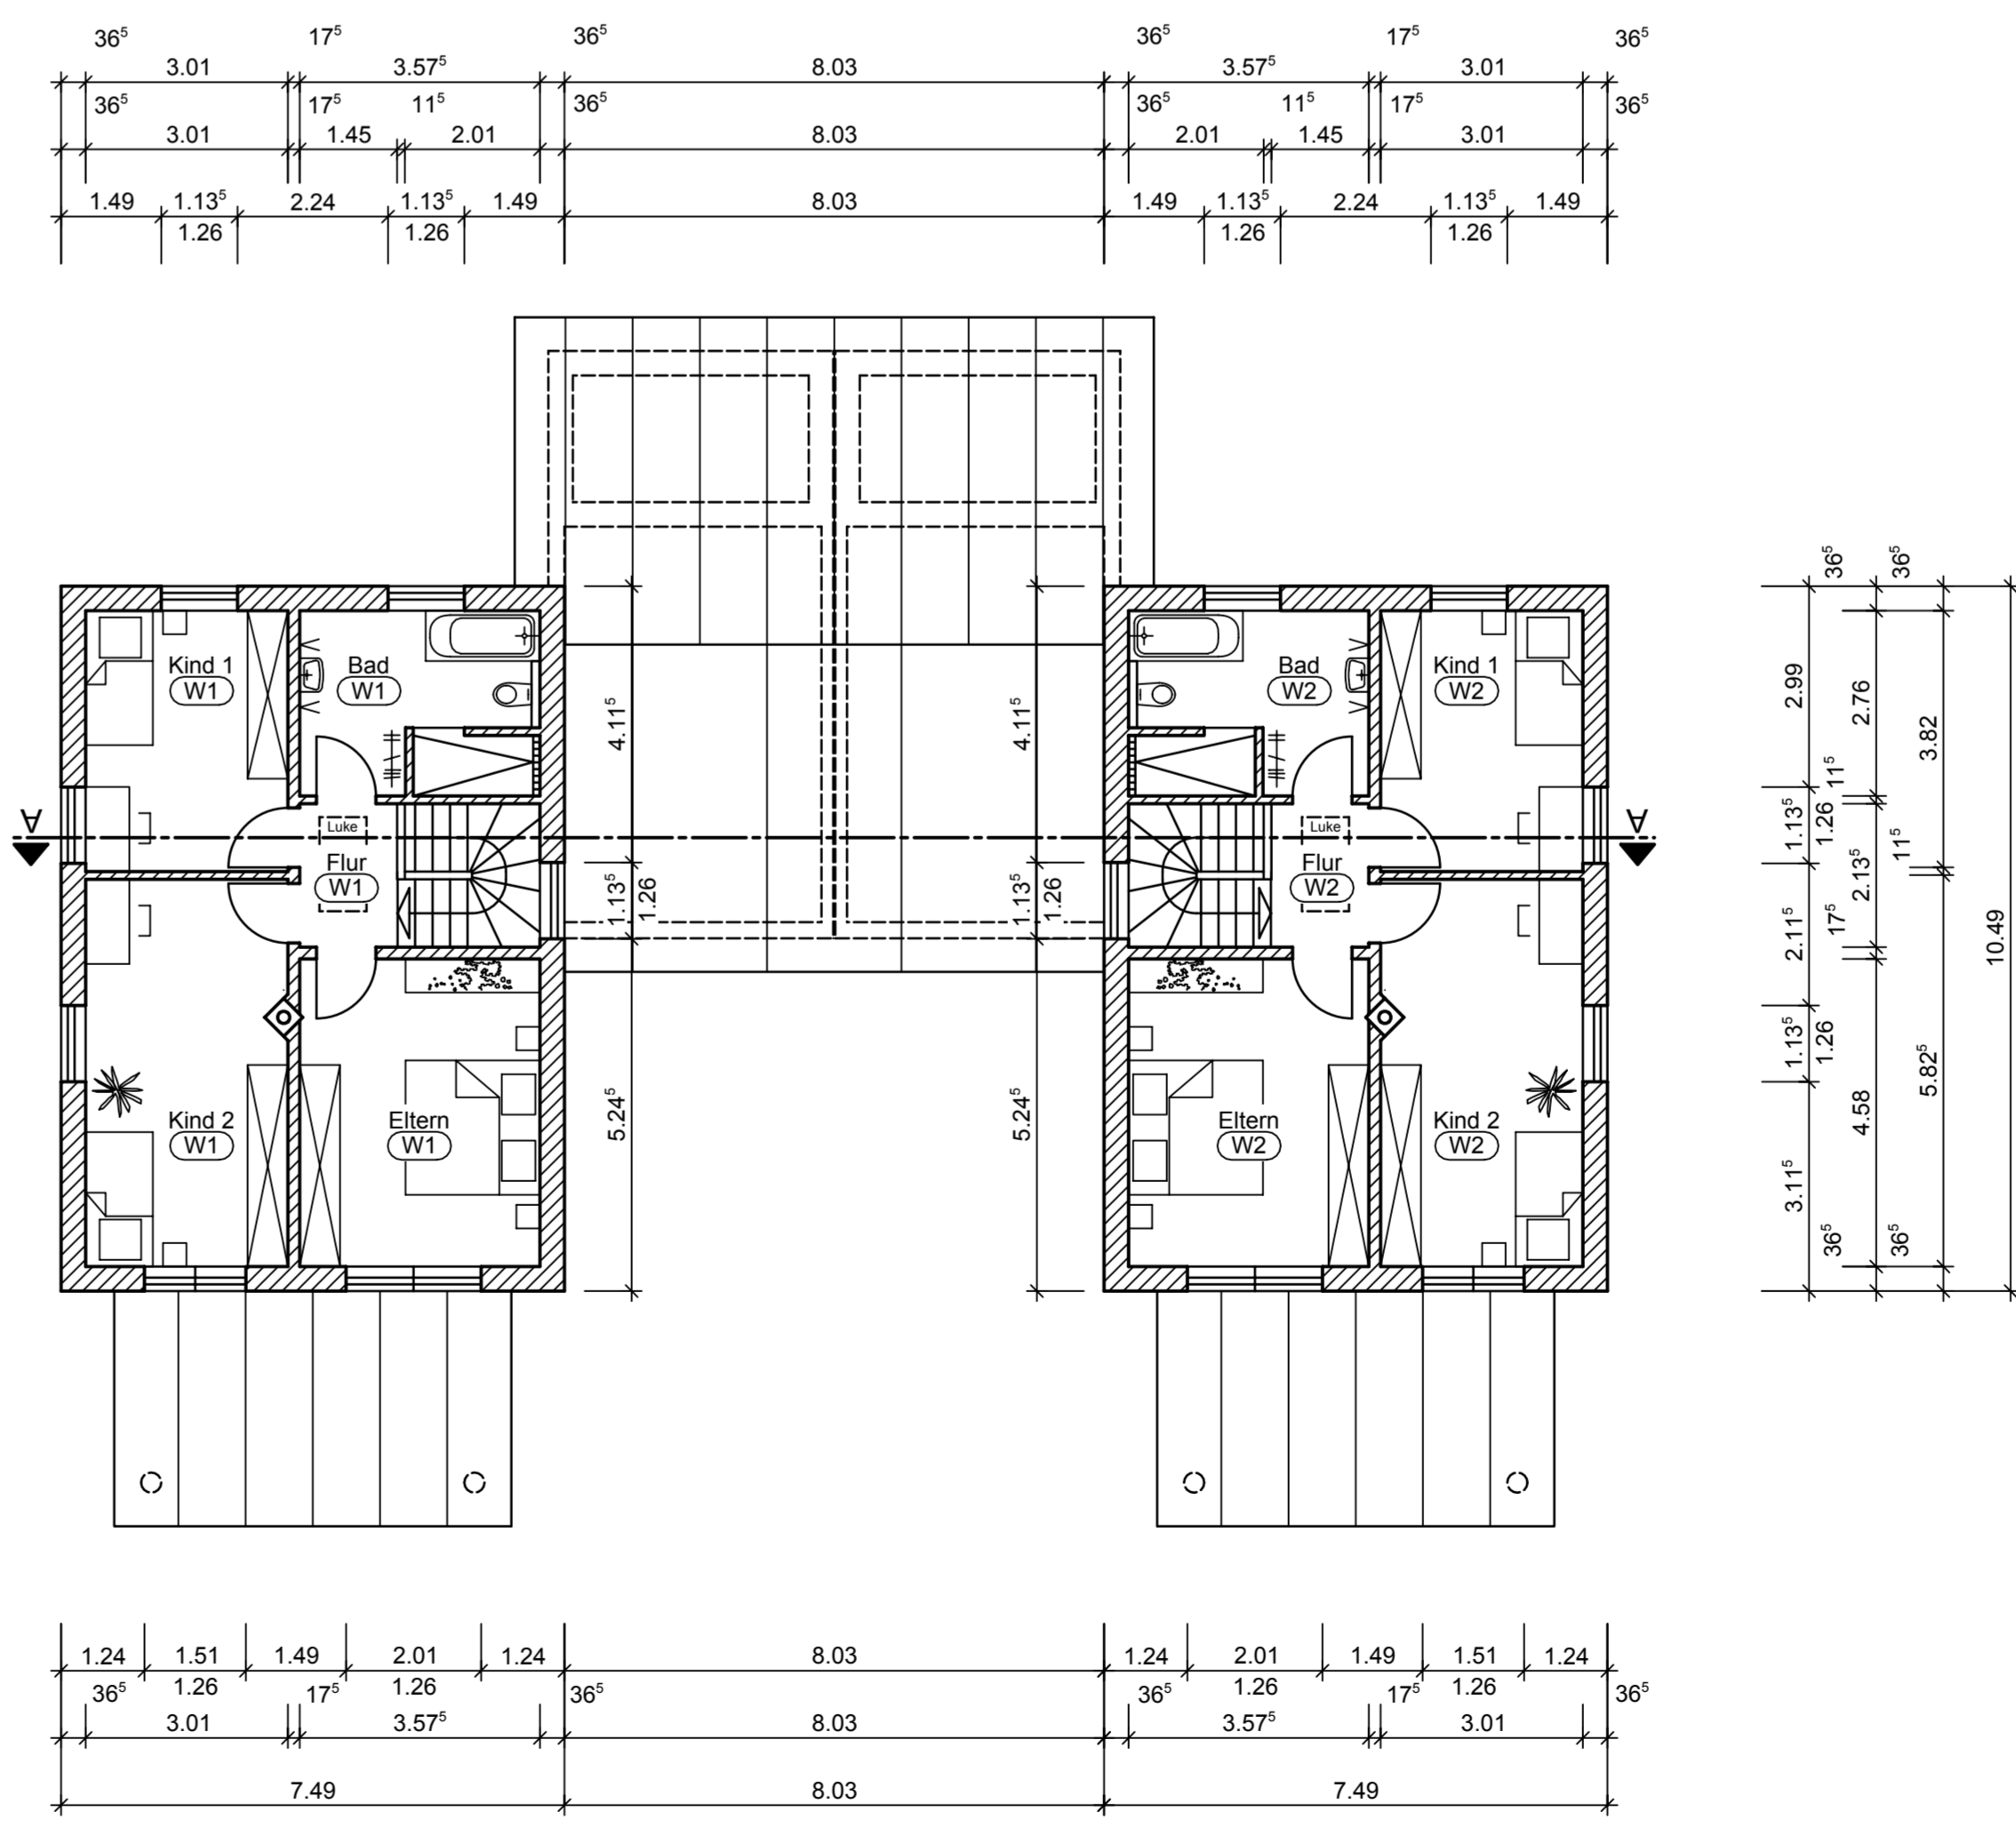 36⁵ 17⁵ 36⁵ 36⁵ 17⁵ 36⁵
3.01 3.57⁵ 8.03 3.57⁵ 3.01
36⁵ 17⁵ 11⁵ 36⁵ 36⁵ 11⁵ 17⁵ 36⁵
3.01 1.45 2.01 8.03 2.01 1.45 3.01
1.49 1.13⁵ 2.24 1.13⁵ 1.49 8.03 1.49 1.13⁵ 2.24 1.13⁵ 1.49
1.26 1.26 1.26 1.26
Kind 1
W1
Bad
W1
Luke
Flur
W1
Kind 2
W1
Eltern
W1
A
4.11⁵
1.13⁵
1.26
5.24⁵
4.11⁵
1.13⁵
1.26
5.24⁵
Bad
W2
Kind 1
W2
Luke
Flur
W2
Eltern
W2
Kind 2
W2
A
2.99
1.13⁵
1.26
2.11⁵
1.13⁵
1.26
3.11⁵
36⁵
2.76
11⁵
2.13⁵
17⁵
4.58
36⁵
36⁵
3.82
11⁵
5.82⁵
36⁵
10.49
1.24 1.51 1.49 2.01 1.24 8.03 1.24 2.01 1.49 1.51 1.24
1.26 1.26 1.26 1.26
36⁵ 17⁵ 36⁵ 36⁵ 17⁵ 36⁵
3.01 3.57⁵ 8.03 3.57⁵ 3.01
7.49 8.03 7.49